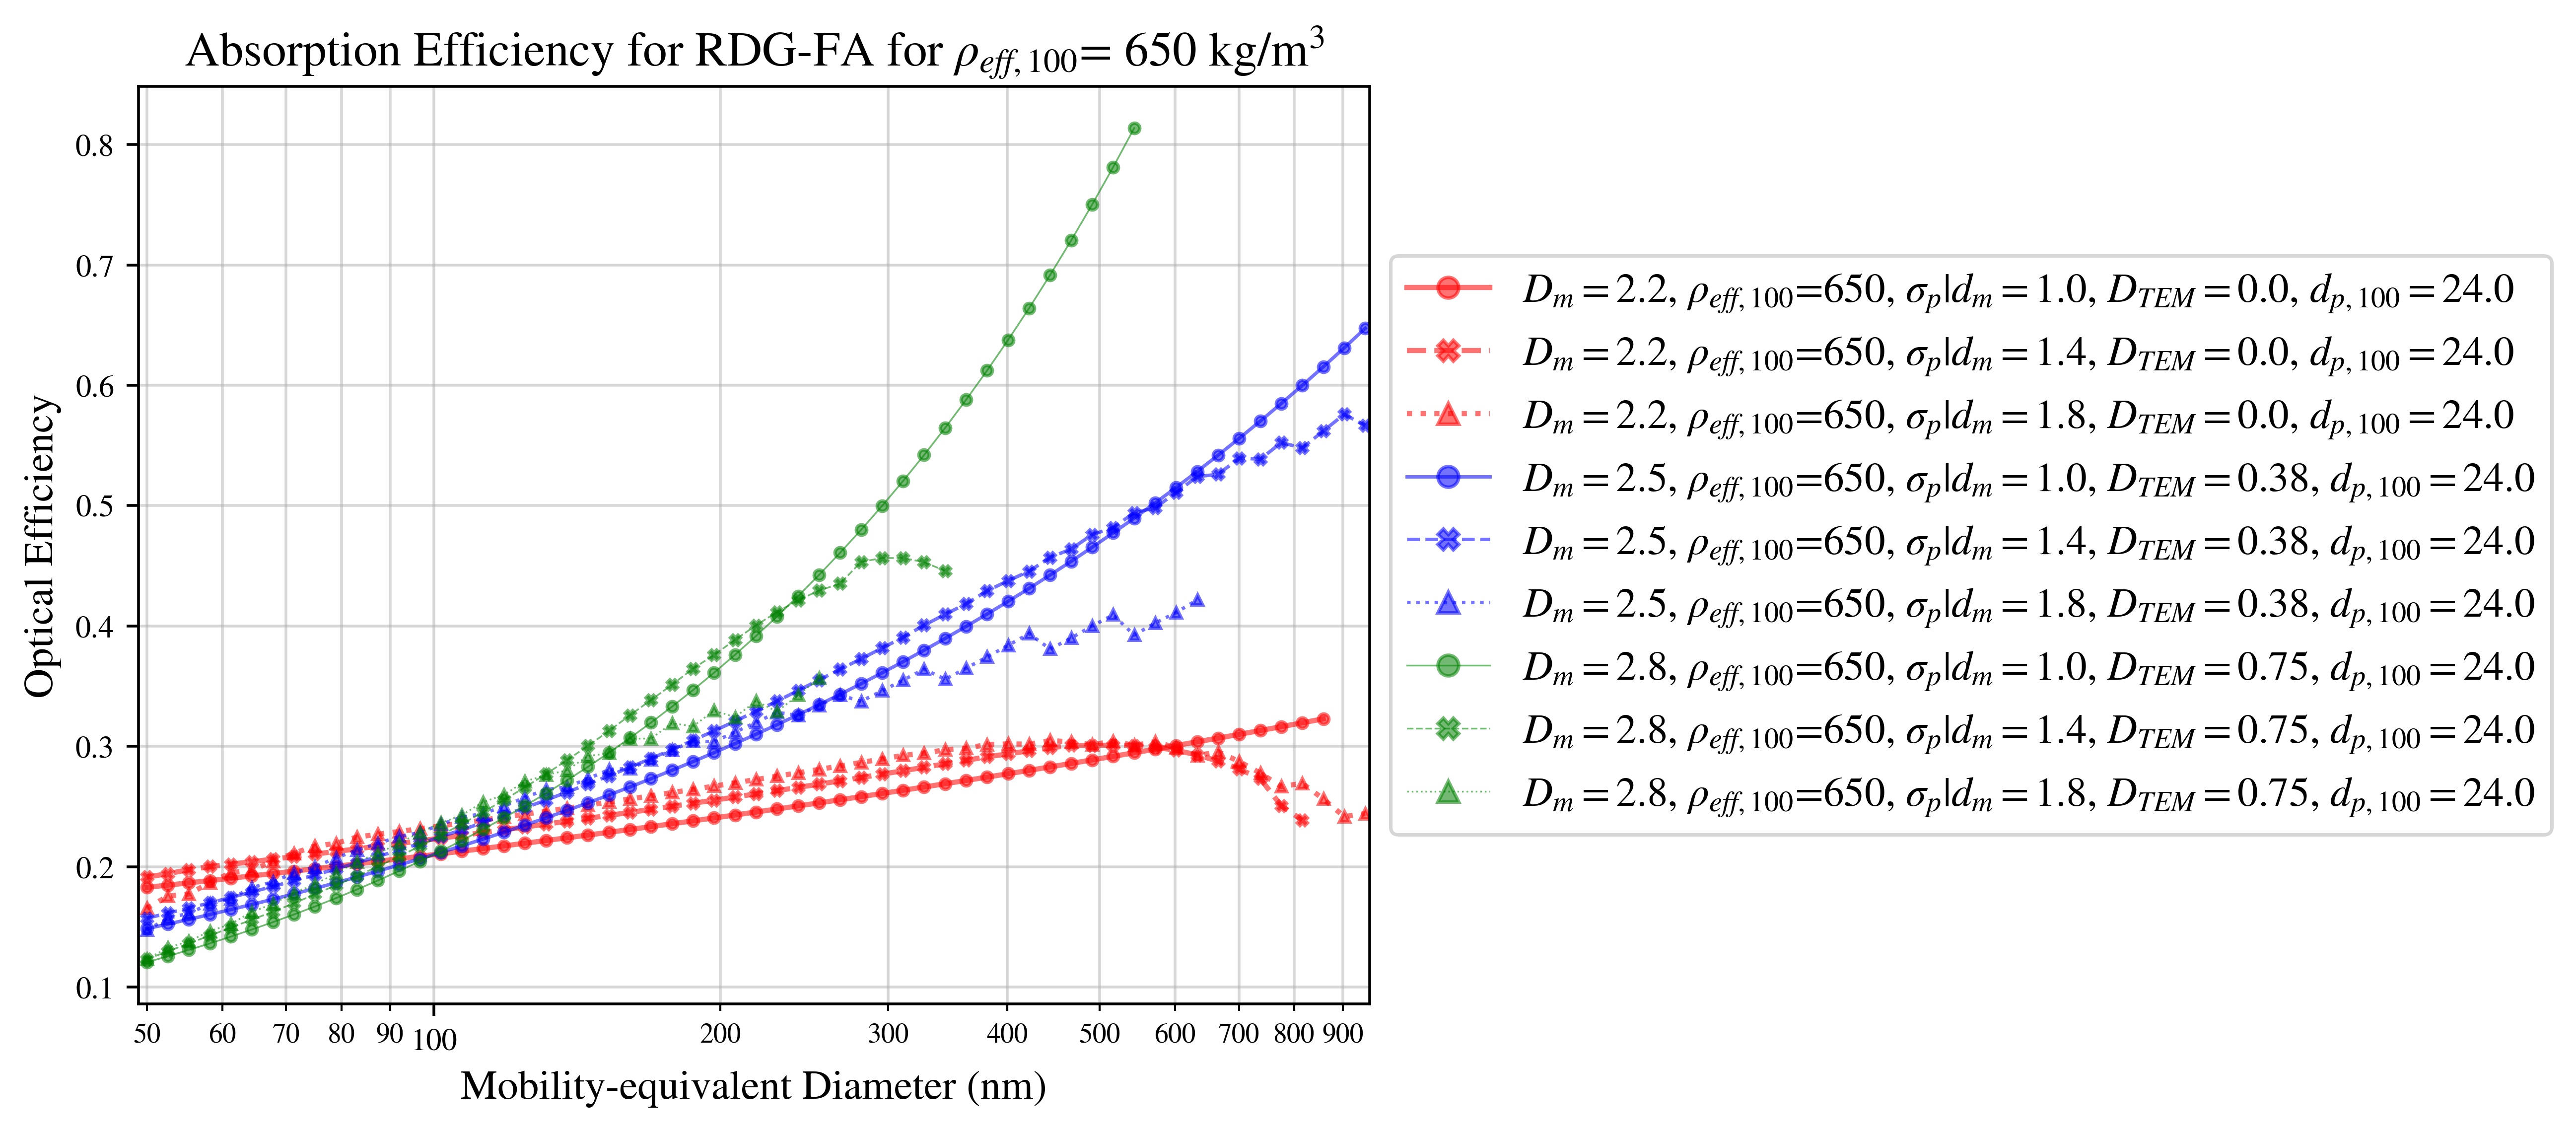 Absorption Efficiency for RDG-FA for ρeff,100= 650 kg/m³
Optical Efficiency
0.8
0.7
0.6
0.5
0.4
0.3
0.2
0.1
50 60 70 80 90 100 200 300 400 500 600 700 800 900
Mobility-equivalent Diameter (nm)
Dm=2.2, ρeff,100=650, σp|dm=1.0, DTEM=0.0, dp,100=24.0
Dm=2.2, ρeff,100=650, σp|dm=1.4, DTEM=0.0, dp,100=24.0
Dm=2.2, ρeff,100=650, σp|dm=1.8, DTEM=0.0, dp,100=24.0
Dm=2.5, ρeff,100=650, σp|dm=1.0, DTEM=0.38, dp,100=24.0
Dm=2.5, ρeff,100=650, σp|dm=1.4, DTEM=0.38, dp,100=24.0
Dm=2.5, ρeff,100=650, σp|dm=1.8, DTEM=0.38, dp,100=24.0
Dm=2.8, ρeff,100=650, σp|dm=1.0, DTEM=0.75, dp,100=24.0
Dm=2.8, ρeff,100=650, σp|dm=1.4, DTEM=0.75, dp,100=24.0
Dm=2.8, ρeff,100=650, σp|dm=1.8, DTEM=0.75, dp,100=24.0